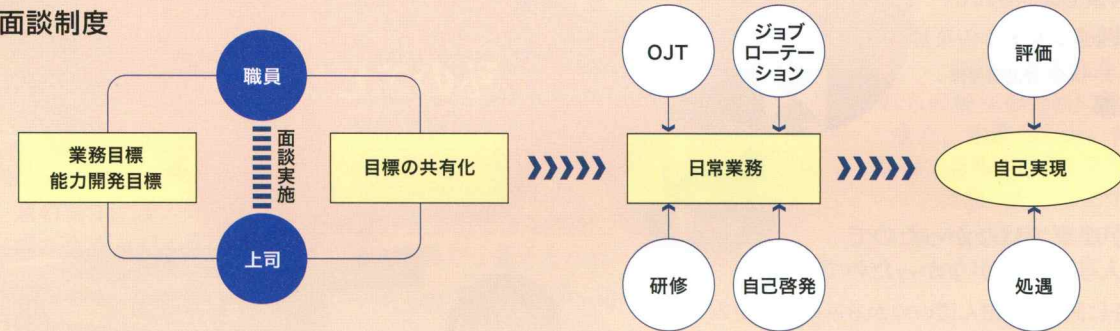 面談制度
職員
面談実施
上司
業務目標
能力開発目標
目標の共有化
OJT
ジョブ
ローテー
ション
日常業務
研修
自己啓発
評価
自己実現
処遇